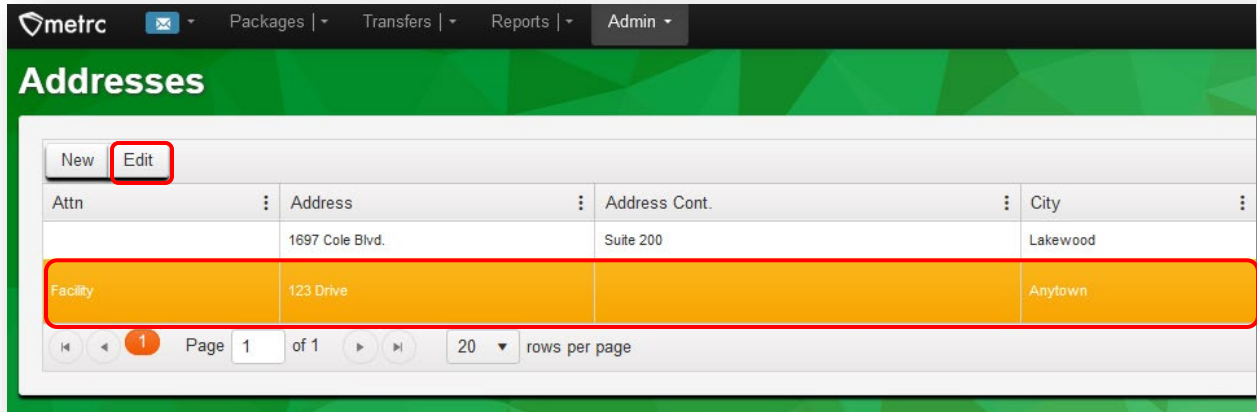 metrc Packages | Transfers | Reports | Admin
Addresses
New Edit
Attn Address Address Cont. City
1697 Cole Blvd. Suite 200 Lakewood
Facility 123 Drive Anytown
1 Page 1 of 1 20 rows per page